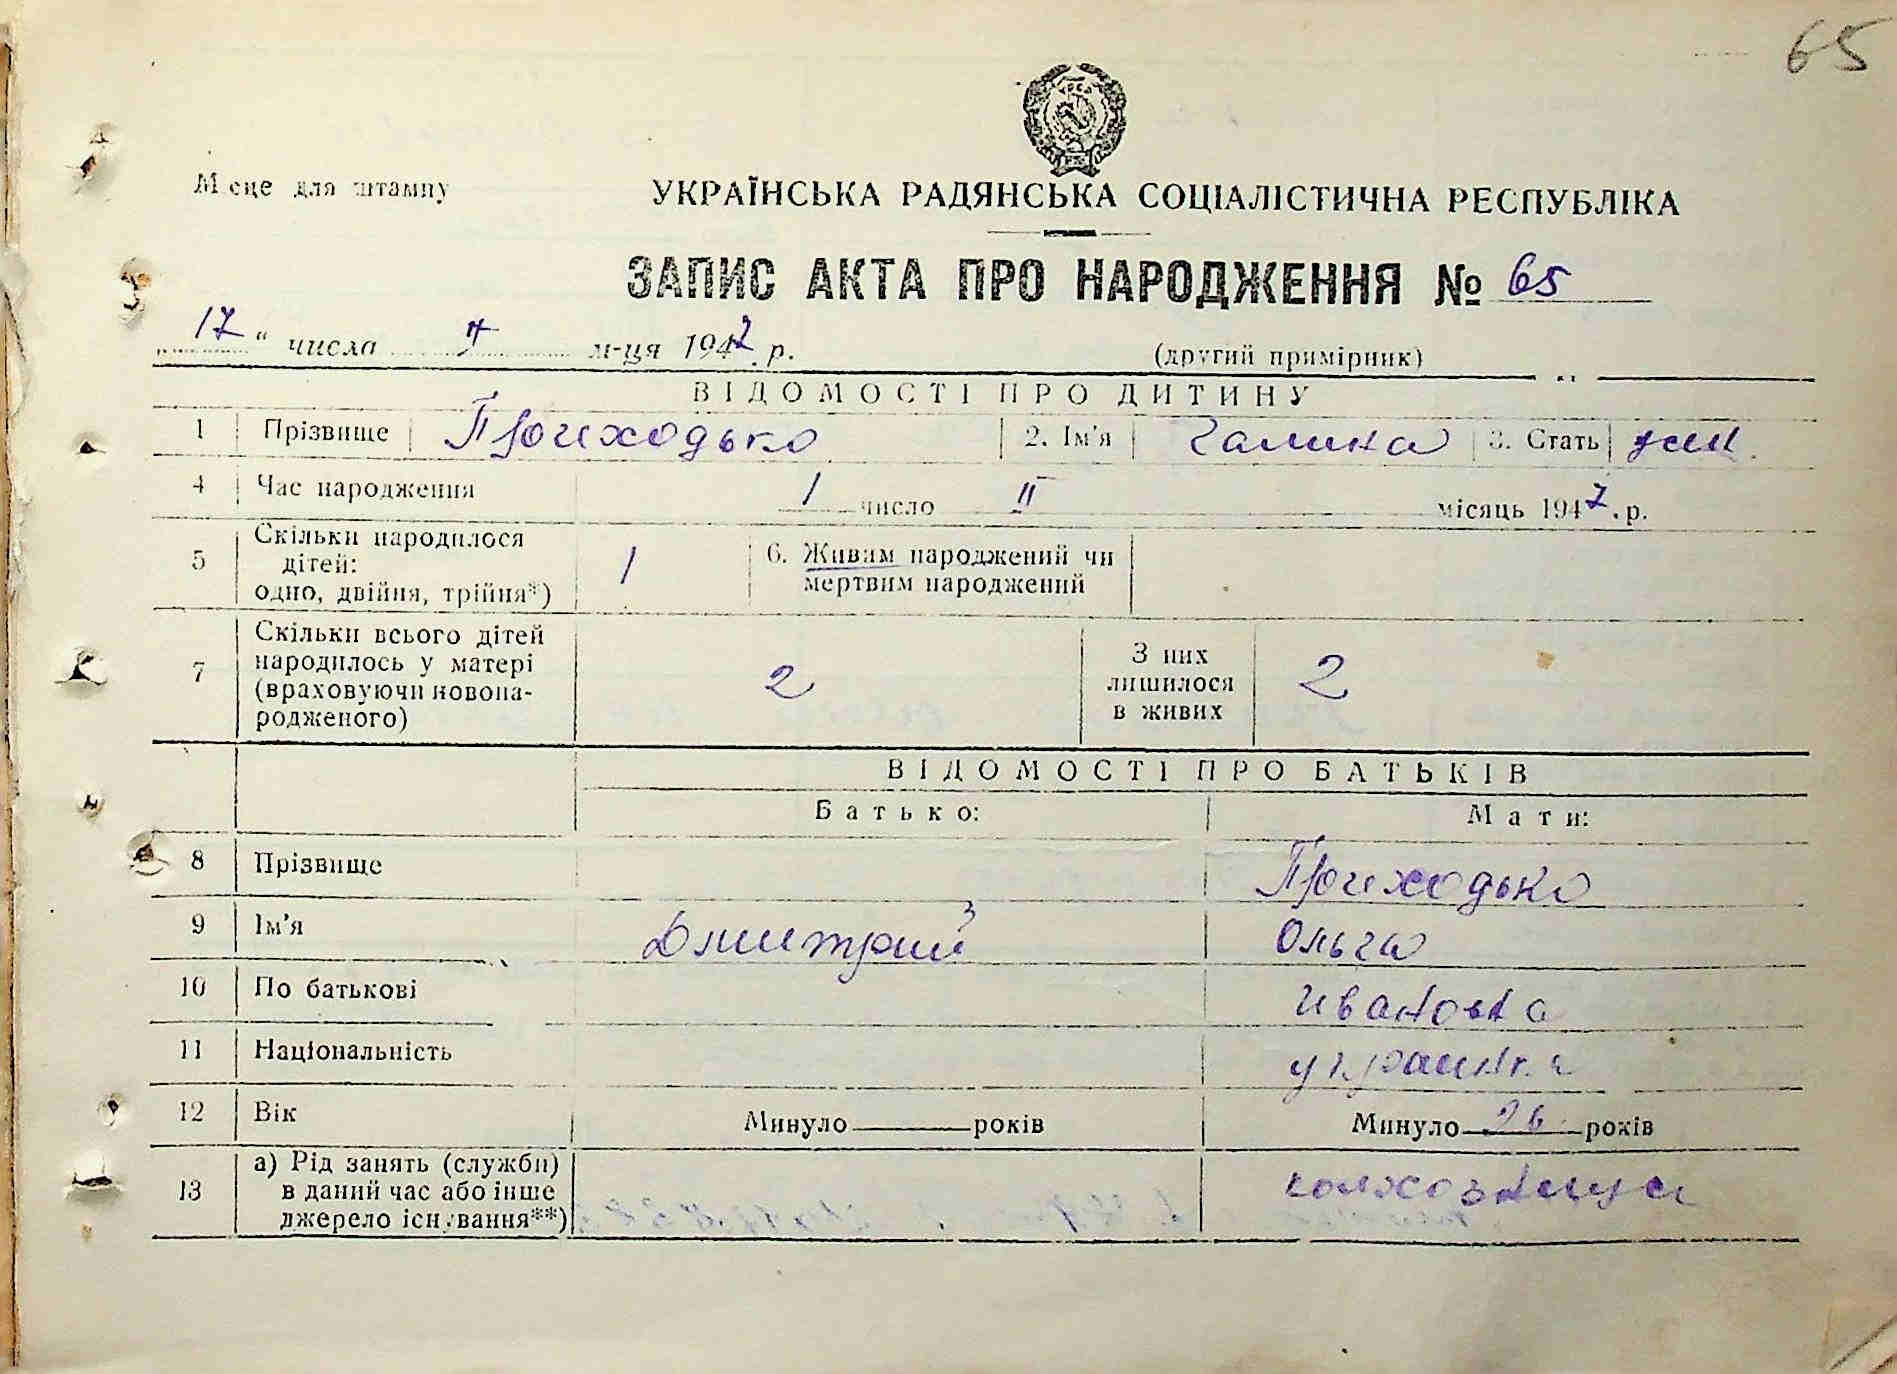 65
Місце для штампу
УКРАЇНСЬКА РАДЯНСЬКА СОЦІАЛІСТИЧНА РЕСПУБЛІКА
ЗАПИС АКТА ПРО НАРОДЖЕННЯ № 65
17 " числа м-ця 1947 р. (другий примірник)
ВІДОМОСТІ ПРО ДИТИНУ
1 Прізвище Приходько 2. Ім'я Галина 3. Стать жен.
4 Час народження 1 число II місяць 1947 .р.
5 Скільки народилося дітей: одно, двійня, трійня*) 1 6. Живим народжений чи мертвим народжений
7 Скільки всього дітей народилось у матері (враховуючи новонародженого) 2 З них лишилося в живих 2
ВІДОМОСТІ ПРО БАТЬКІВ
Батько: Мати:
8 Прізвище Приходько
9 Ім'я Дмитрий Ольга
10 По батькові Ивановна
11 Національність украинка
12 Вік Минуло років Минуло 26 років
13 а) Рід занять (служби) в даний час або інше джерело існування**) колхозница